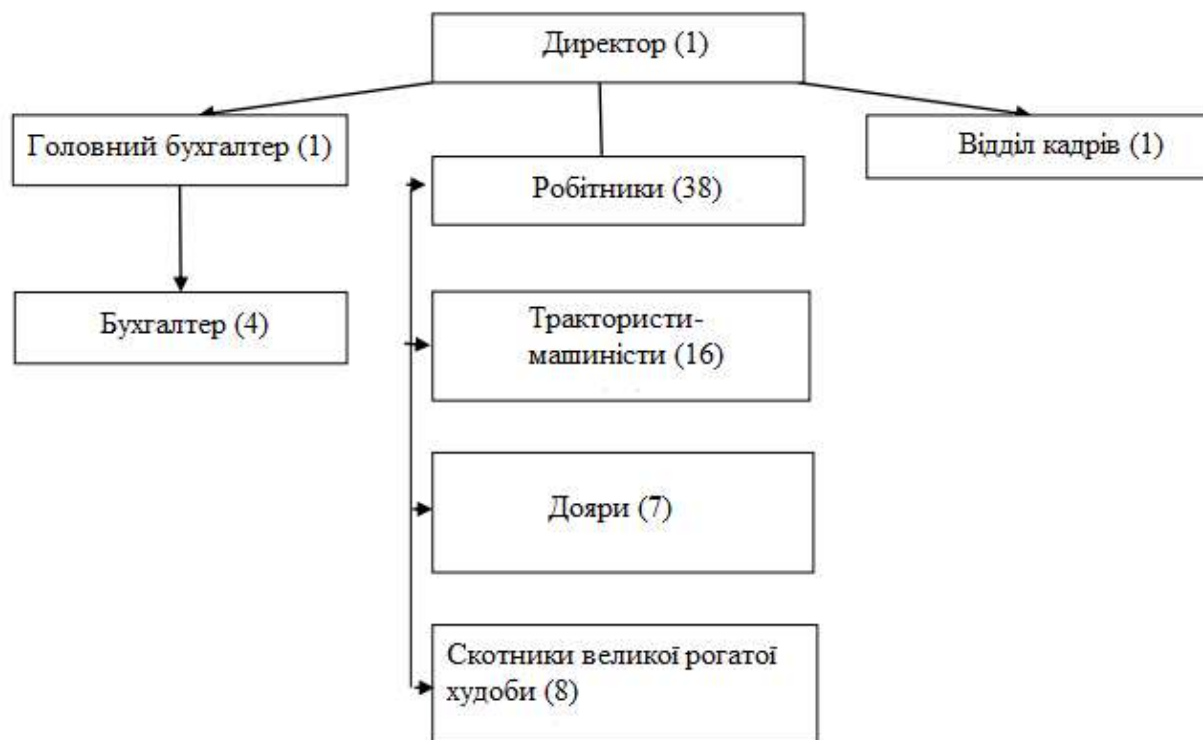 Директор (1)
Головний бухгалтер (1)
Відділ кадрів (1)
Робітники (38)
Бухгалтер (4)
Трактористи-
машиністи (16)
Дояри (7)
Скотники великої рогатої
худоби (8)